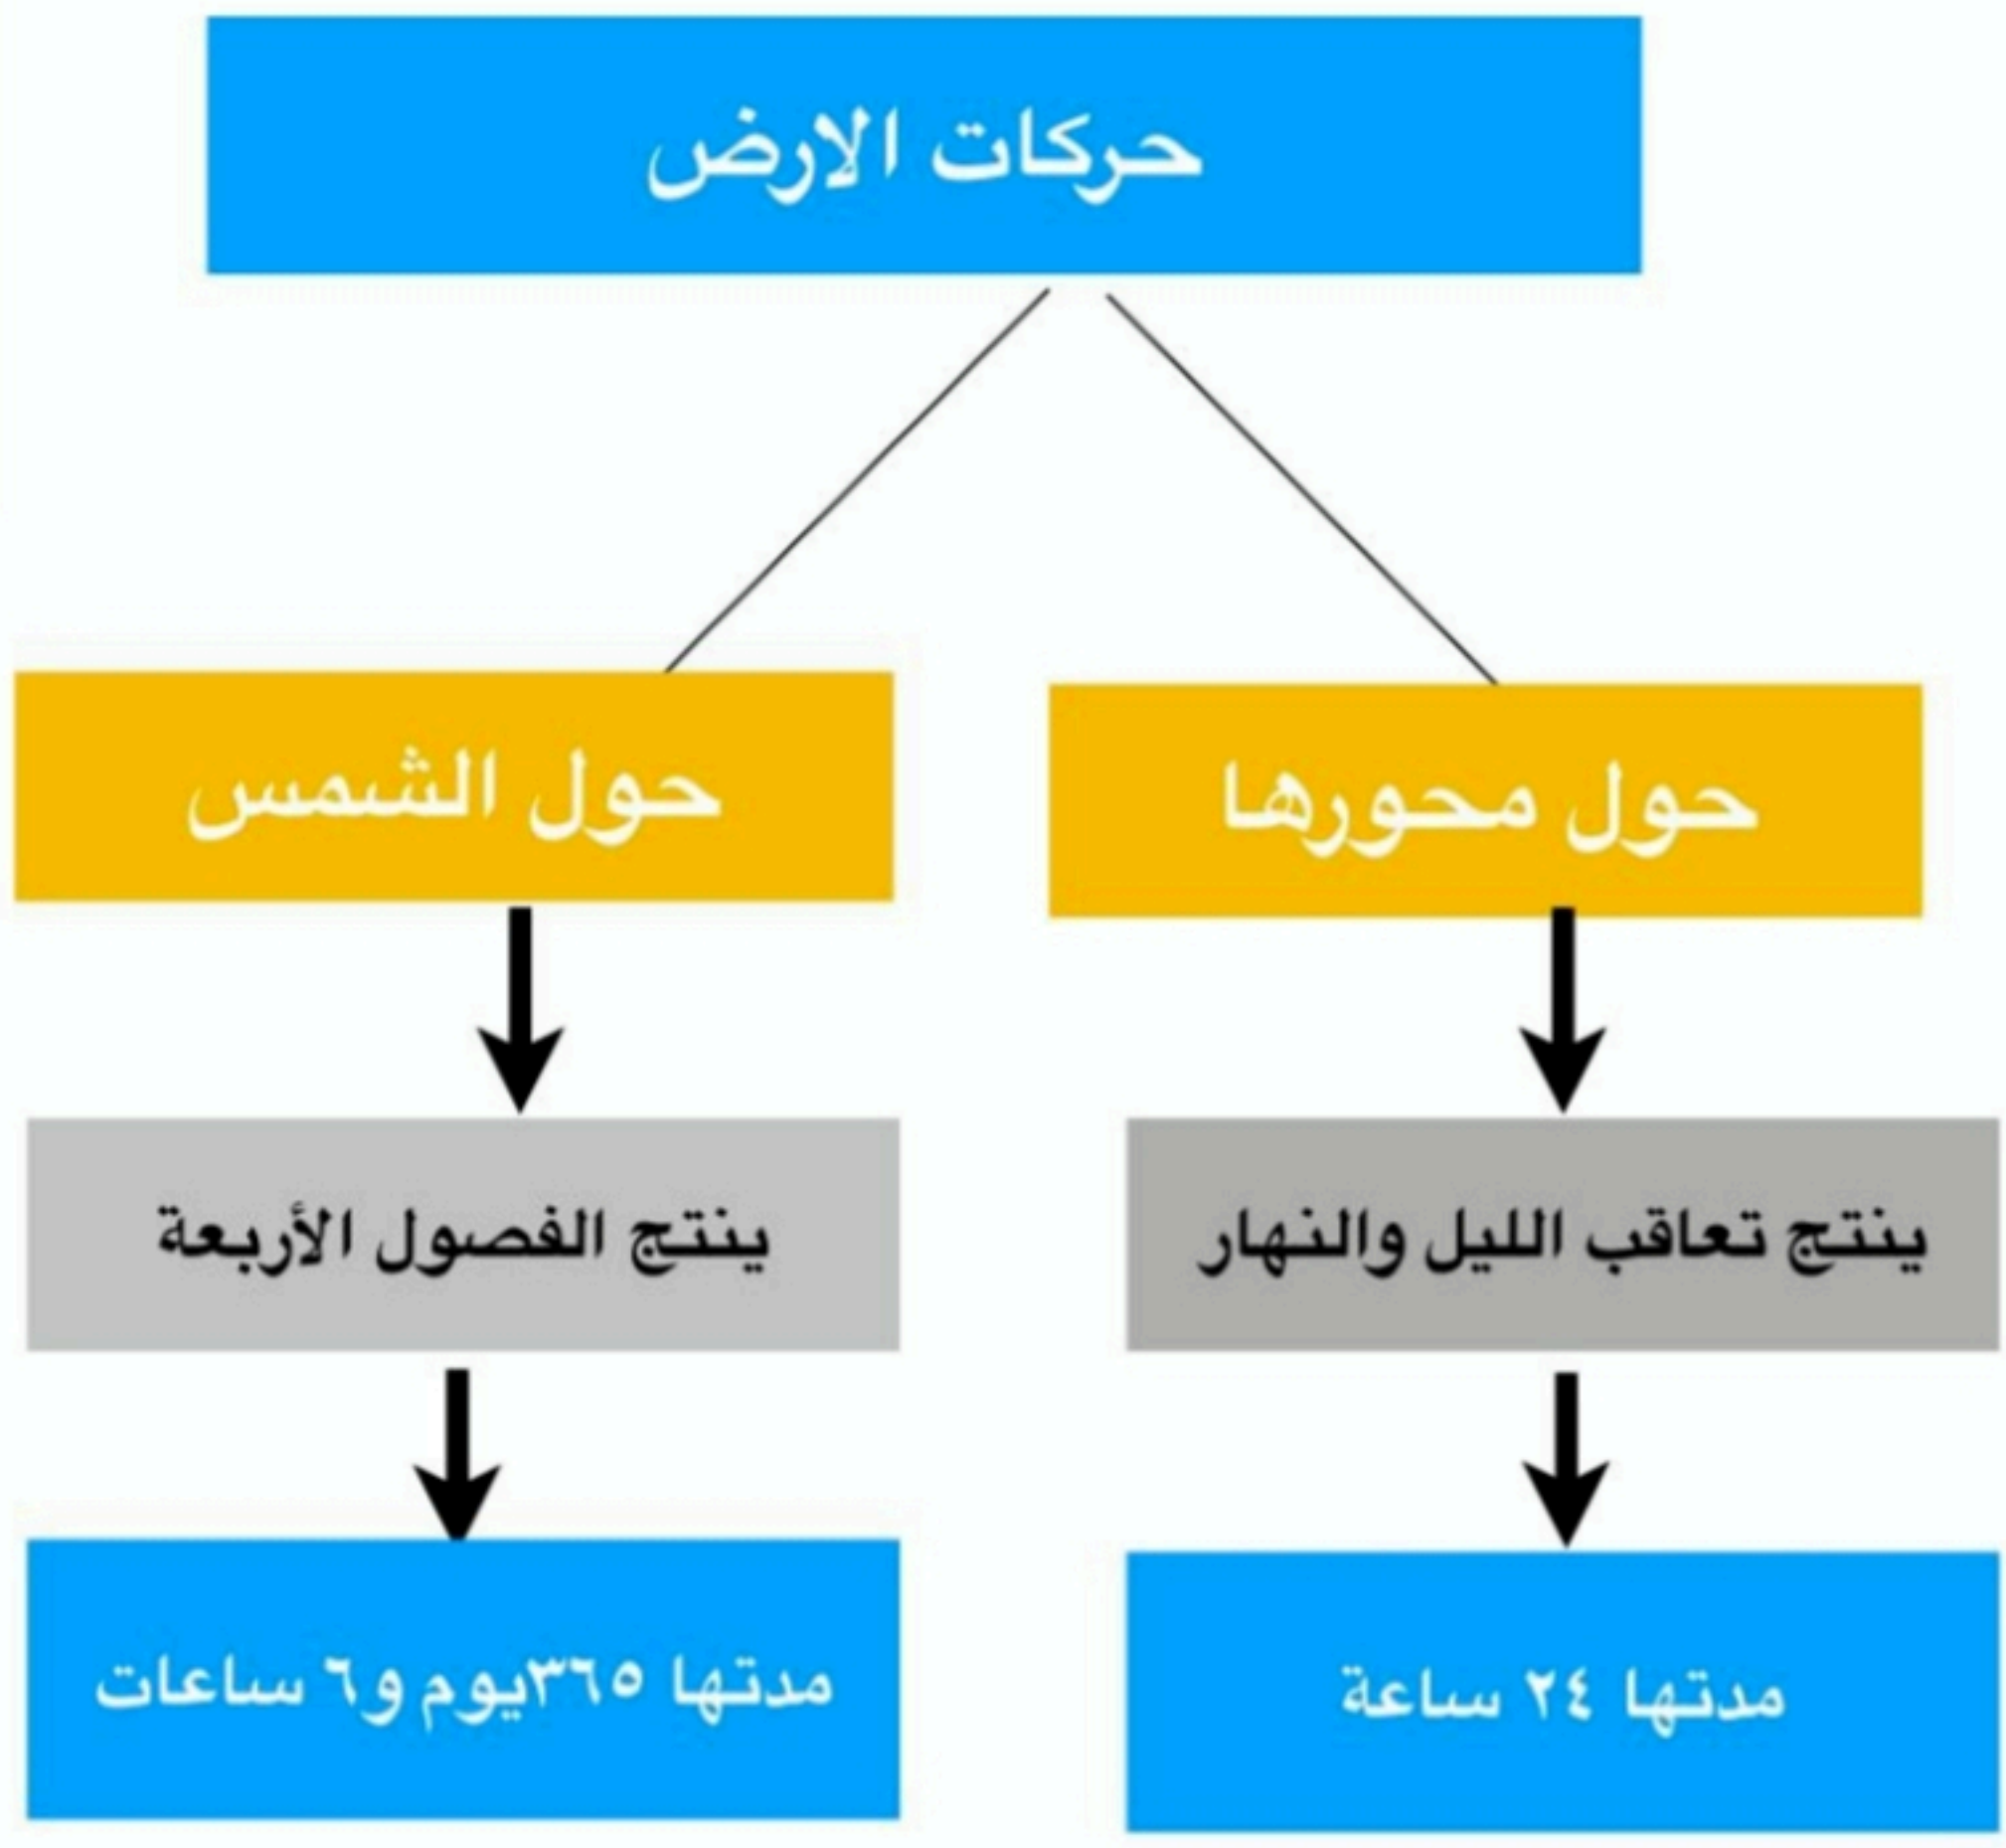 حركات الارض
حول محورها
حول الشمس
ينتج تعاقب الليل والنهار
ينتج الفصول الأربعة
مدتها ٢٤ ساعة
مدتها ٣٦٥يوم و٦ ساعات